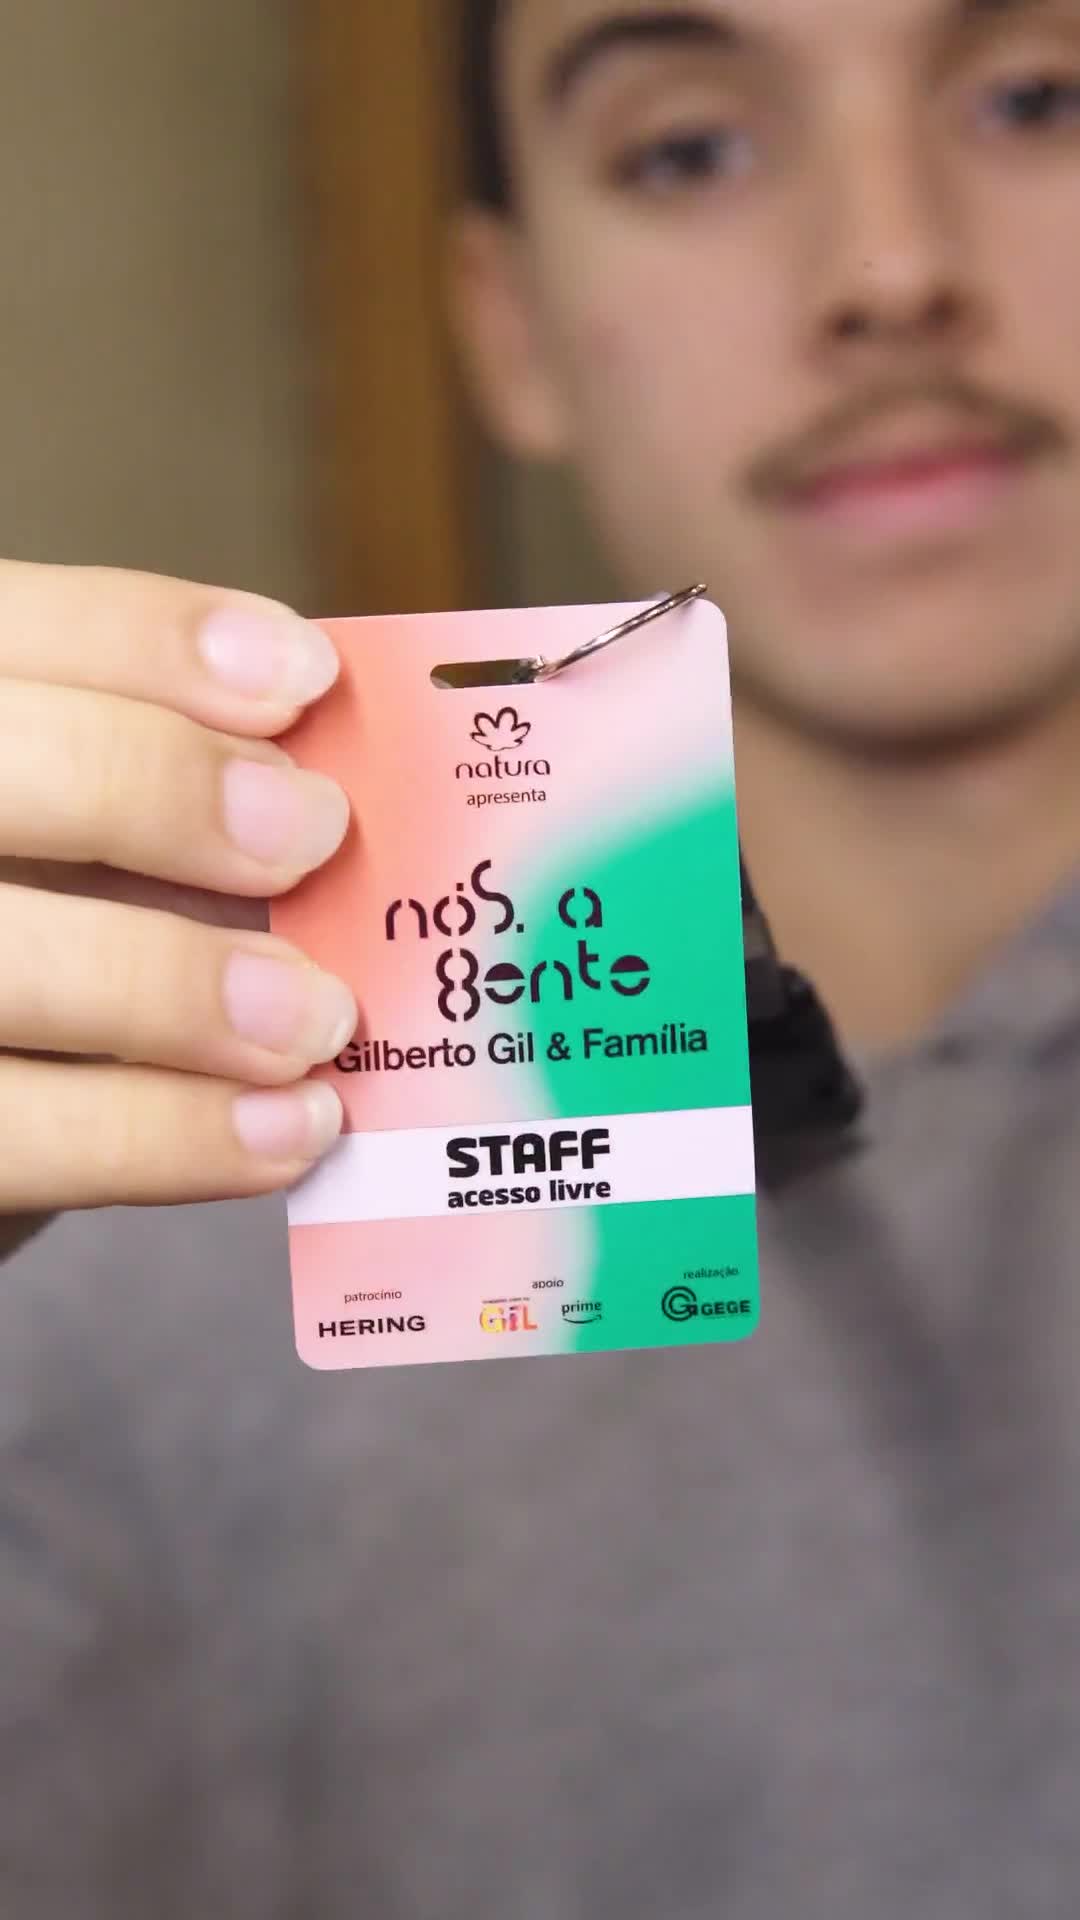 natura
apresenta
nós. a
gente
Gilberto Gil & Família
STAFF
acesso livre
patrocínio
HERING
apoio
GIL
prime
realização
GEGE